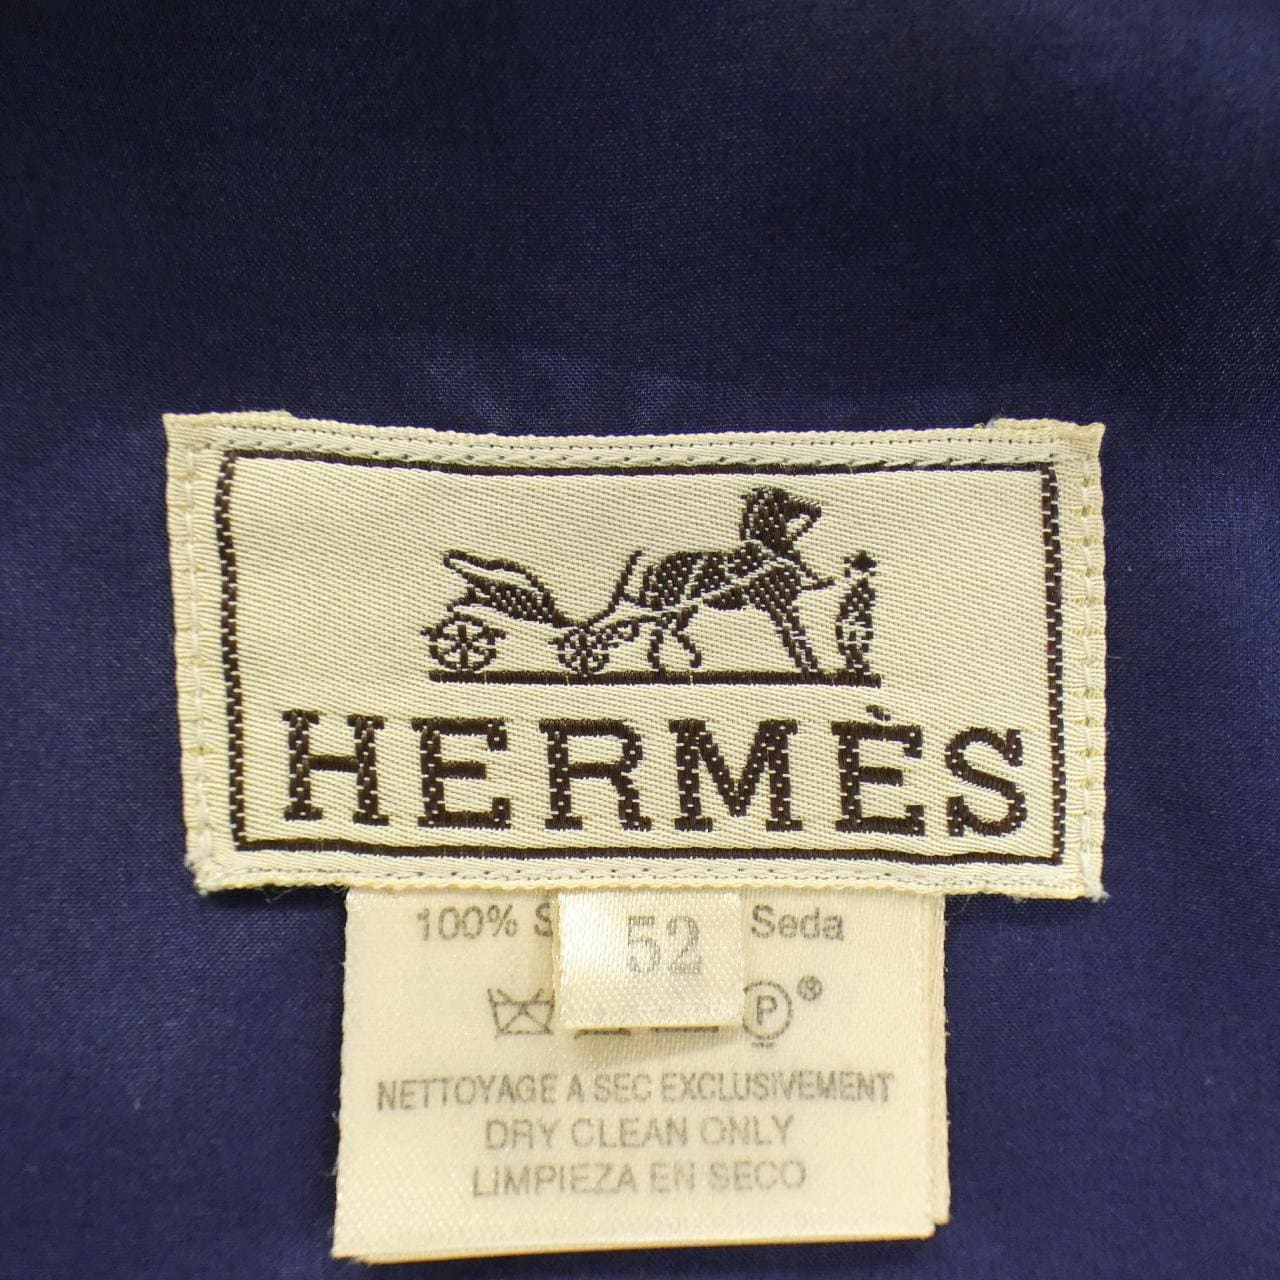 HERMÈS
100% Seda
52
®
NETTOYAGE A SEC EXCLUSIVEMENT
DRY CLEAN ONLY
LIMPIEZA EN SECO